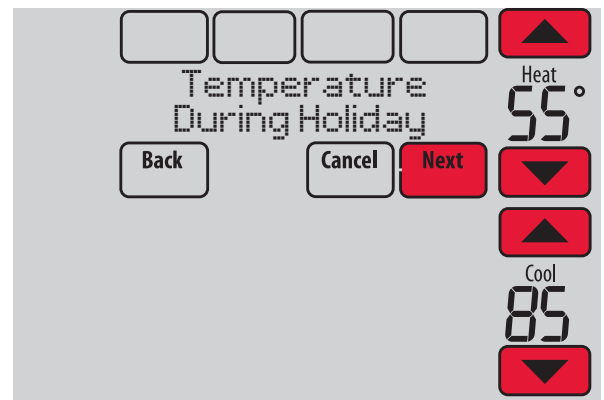 Temperature
During Holiday
Back
Cancel
Next
Heat
55°
Cool
85